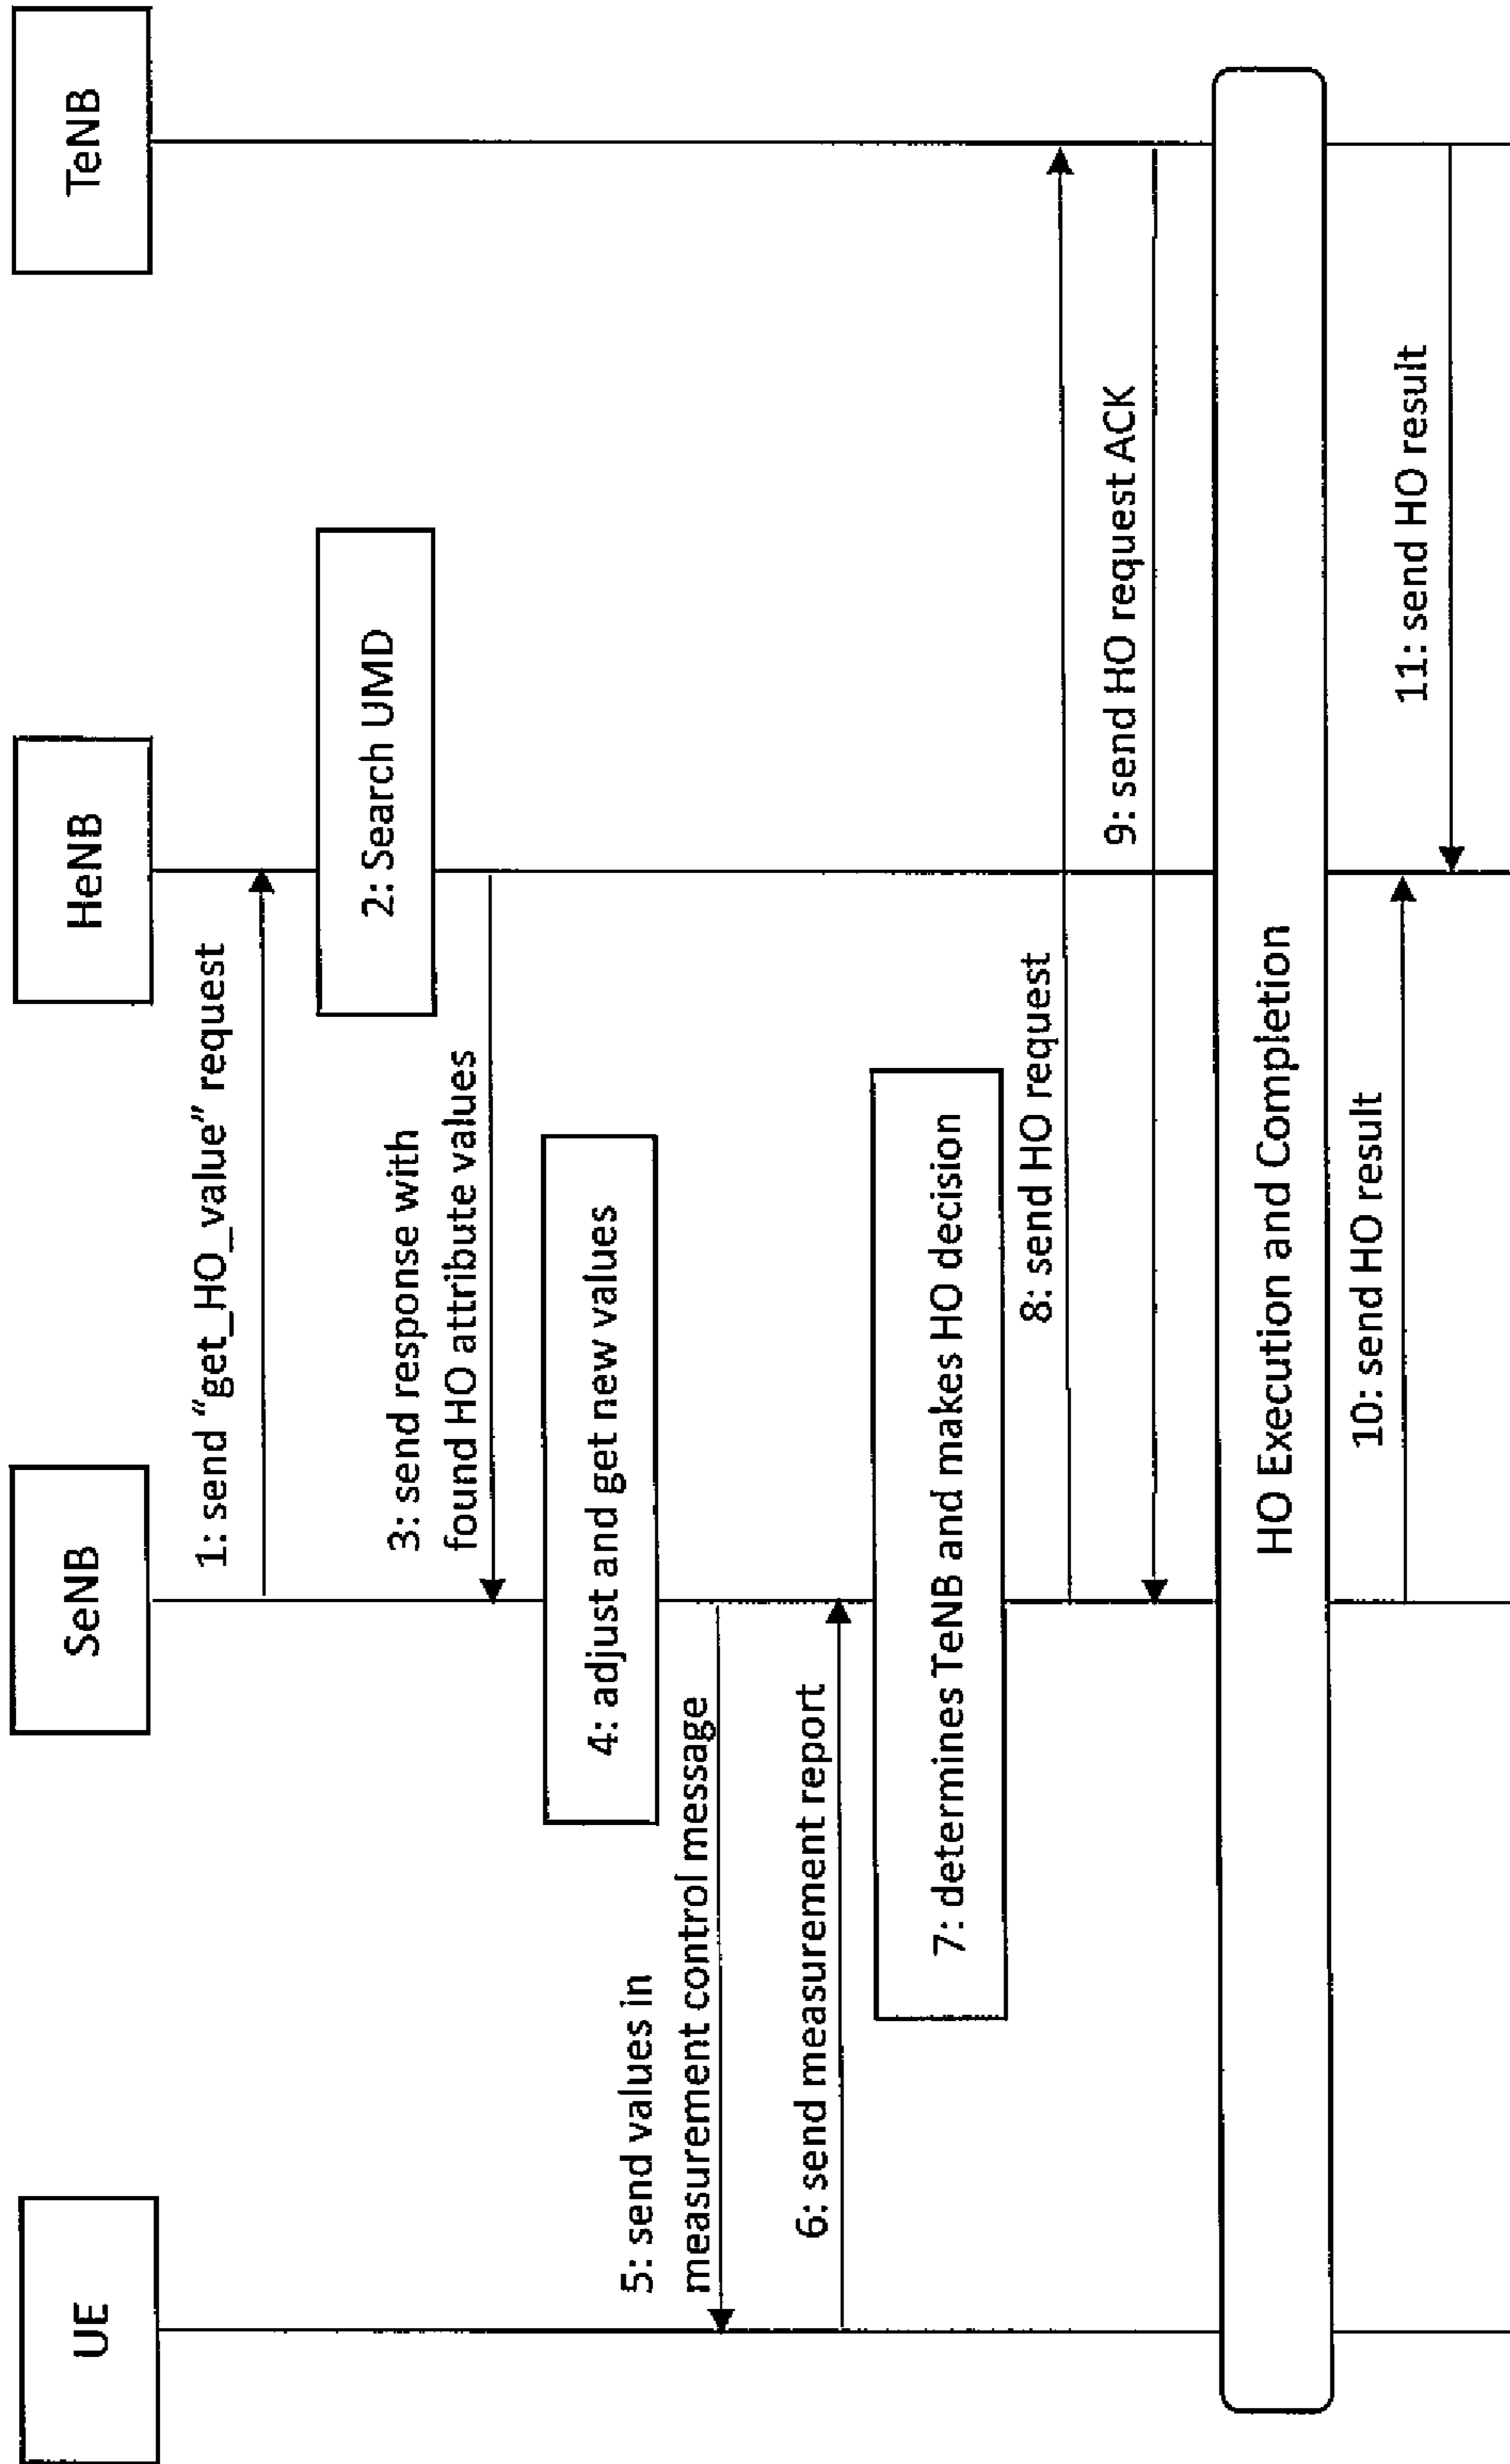 UE
SeNB
HeNB
TeNB
1: send “get_HO_value” request
2: Search UMD
3: send response with
found HO attribute values
4: adjust and get new values
5: send values in
measurement control message
6: send measurement report
7: determines TeNB and makes HO decision
8: send HO request
9: send HO request ACK
HO Execution and Completion
10: send HO result
11: send HO result